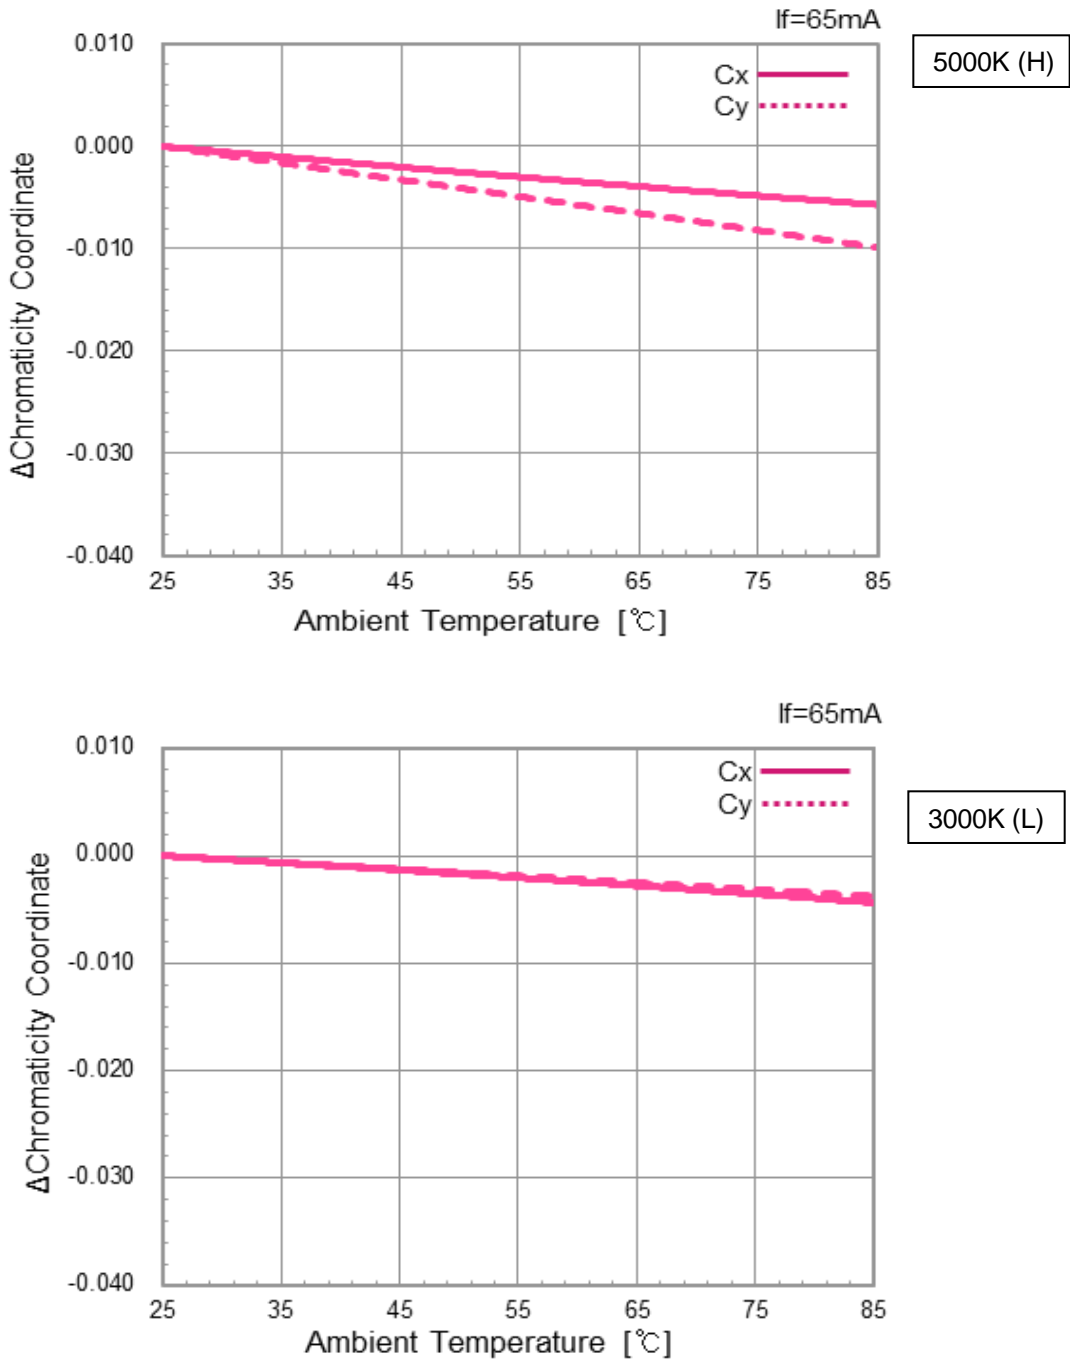 If=65mA
5000K (H)
0.010
0.000
-0.010
-0.020
-0.030
-0.040
ΔChromaticity Coordinate
Cx
Cy
25 35 45 55 65 75 85
Ambient Temperature [℃]
If=65mA
3000K (L)
0.010
0.000
-0.010
-0.020
-0.030
-0.040
ΔChromaticity Coordinate
Cx
Cy
25 35 45 55 65 75 85
Ambient Temperature [℃]